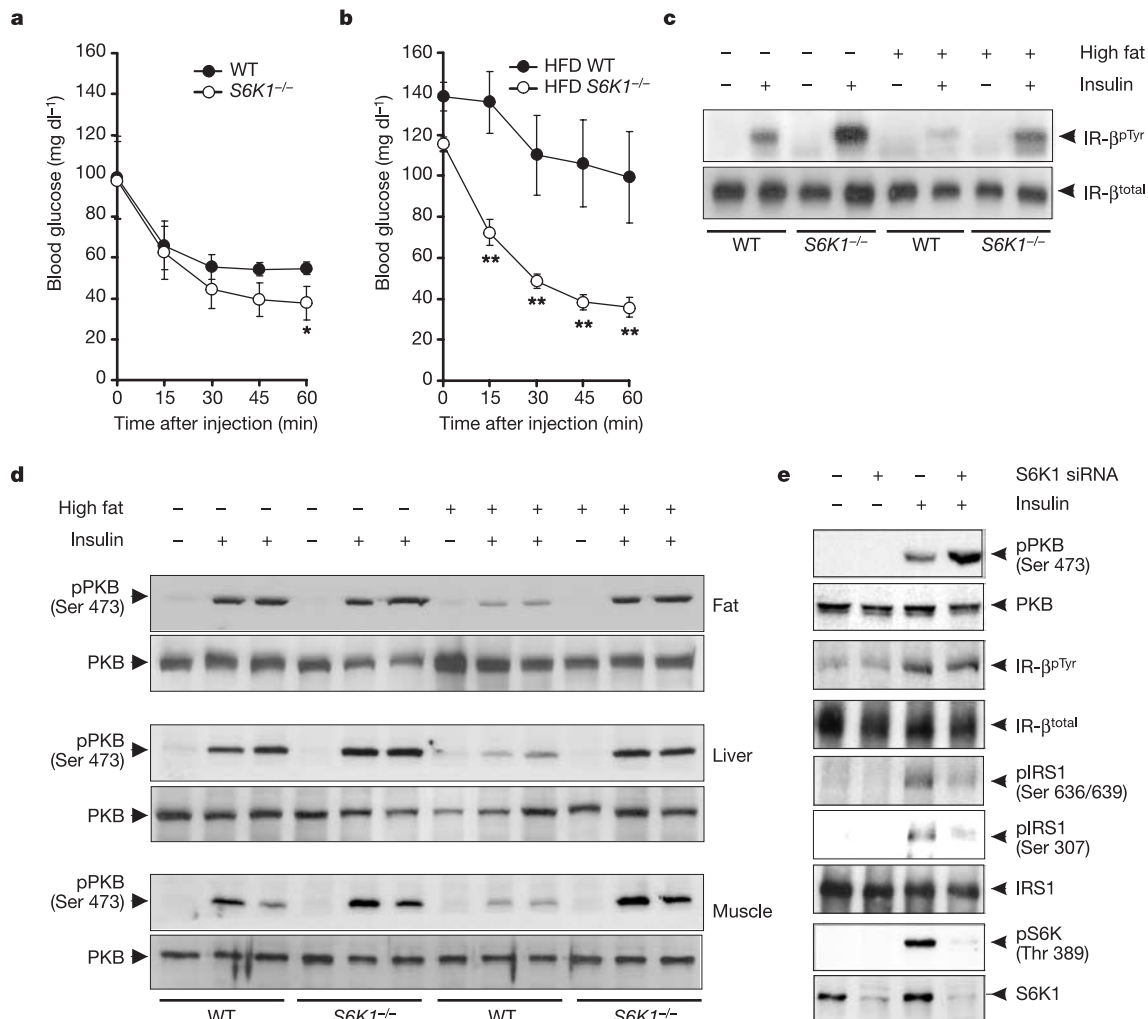 a
160
140
120
100
80
60
40
20
0
Blood glucose (mg dl⁻¹)
WT
S6K1⁻/⁻
*
0 15 30 45 60
Time after injection (min)
b
160
140
120
100
80
60
40
20
0
Blood glucose (mg dl⁻¹)
HFD WT
HFD S6K1⁻/⁻
** ** ** **
0 15 30 45 60
Time after injection (min)
c
– – – – + + + + High fat
– + – + – + – + Insulin
IR-βᵖᵀʸʳ
IR-βᵗᵒᵗᵃˡ
WT S6K1⁻/⁻ WT S6K1⁻/⁻
d
High fat – – – – – – + + + + + +
Insulin – + + – + + – + + – + +
pPKB
(Ser 473)
Fat
PKB
pPKB
(Ser 473)
Liver
PKB
pPKB
(Ser 473)
Muscle
PKB
WT S6K1⁻/⁻ WT S6K1⁻/⁻
e
– + – + S6K1 siRNA
– – + + Insulin
pPKB
(Ser 473)
PKB
IR-βᵖᵀʸʳ
IR-βᵗᵒᵗᵃˡ
pIRS1
(Ser 636/639)
pIRS1
(Ser 307)
IRS1
pS6K
(Thr 389)
S6K1